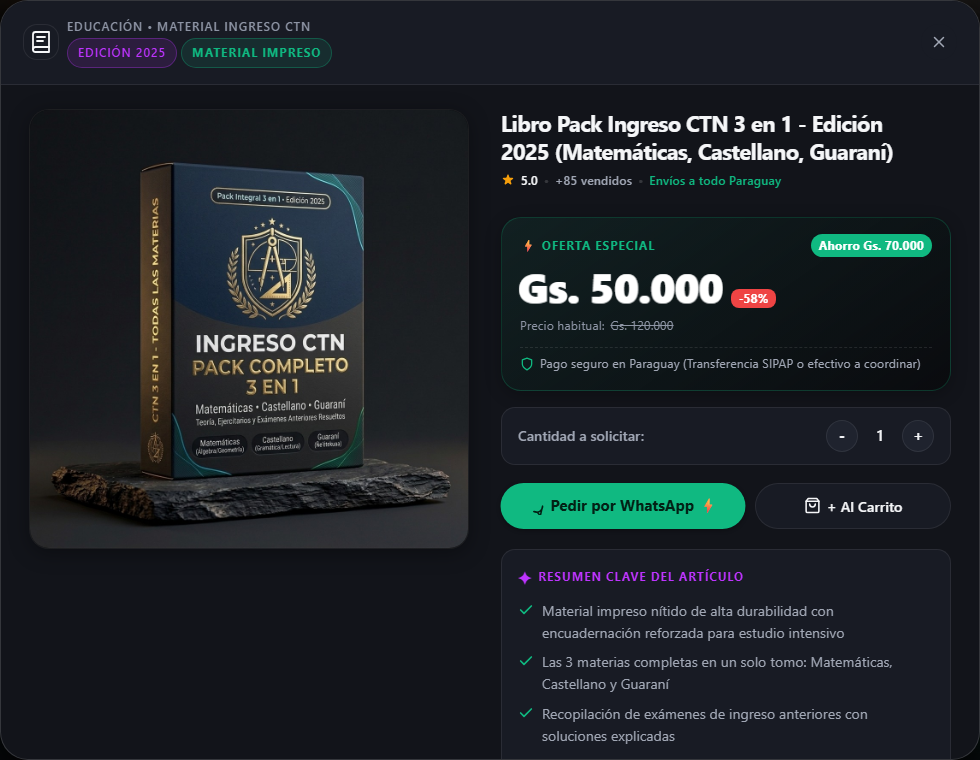 EDUCACIÓN • MATERIAL INGRESO CTN
EDICIÓN 2025
MATERIAL IMPRESO
CTN 3 EN 1 - TODAS LAS MATERIAS
Pack Integral 3 en 1 • Edición 2025
INGRESO CTN
PACK COMPLETO
3 EN 1
Matemáticas • Castellano • Guaraní
Teoría, Ejercitarios y Exámenes Anteriores Resueltos
Matemáticas
(Álgebra/Geometría)
Castellano
(Gramática/Lectura)
Guaraní
Libro Pack Ingreso CTN 3 en 1 - Edición
2025 (Matemáticas, Castellano, Guaraní)
5.0 • +85 vendidos • Envíos a todo Paraguay
OFERTA ESPECIAL
Ahorro Gs. 70.000
Gs. 50.000
-58%
Precio habitual: Gs. 120.000
Pago seguro en Paraguay (Transferencia SIPAP o efectivo a coordinar)
Cantidad a solicitar:
- 1 +
Pedir por WhatsApp
+ Al Carrito
RESUMEN CLAVE DEL ARTÍCULO
Material impreso nítido de alta durabilidad con
encuadernación reforzada para estudio intensivo
Las 3 materias completas en un solo tomo: Matemáticas,
Castellano y Guaraní
Recopilación de exámenes de ingreso anteriores con
soluciones explicadas